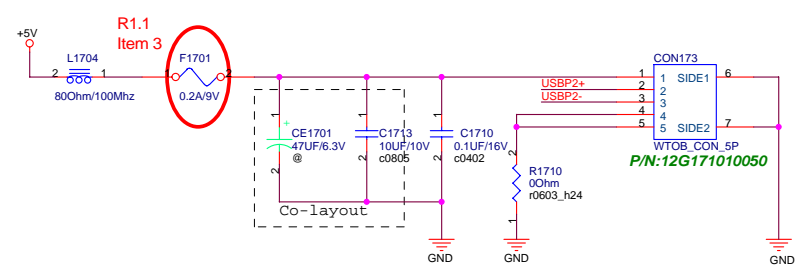 R1.1
Item 3
+5V
L1704
2 1
80Ohm/100Mhz
F1701
1 2
0.2A/9V
1
+
CE1701
47UF/6.3V
@
2
1
C1713
10UF/10V
c0805
2
1
C1710
0.1UF/16V
c0402
2
Co-layout
GND
USBP2+
USBP2-
CON173
1 1 SIDE1 6
2 2
3 3
4 4
5 5 SIDE2 7
WTOB_CON_5P
P/N:12G171010050
2
R1710
0Ohm
r0603_h24
1
GND
GND